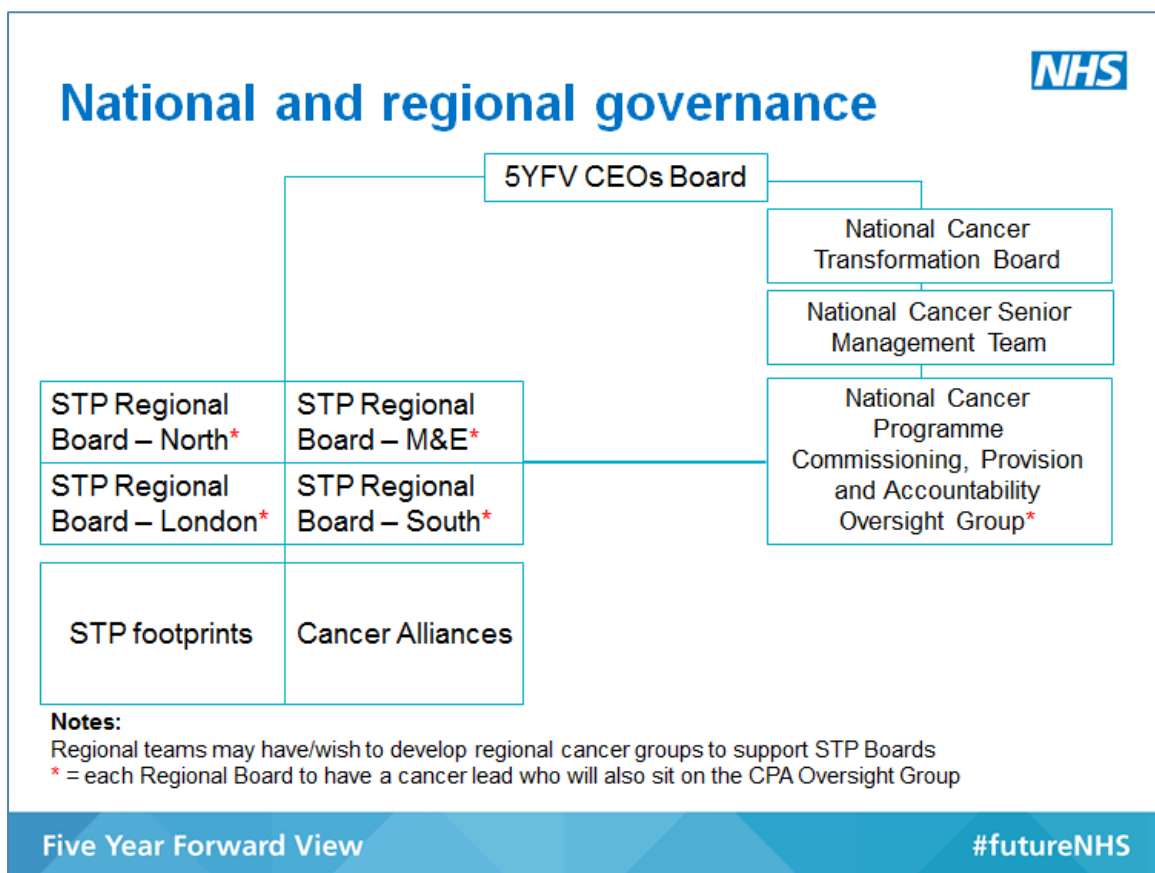 NHS
National and regional governance
5YFV CEOs Board
National Cancer
Transformation Board
National Cancer Senior
Management Team
National Cancer
Programme
Commissioning, Provision
and Accountability
Oversight Group*
STP Regional
Board – North*
STP Regional
Board – M&E*
STP Regional
Board – London*
STP Regional
Board – South*
STP footprints
Cancer Alliances
Notes:
Regional teams may have/wish to develop regional cancer groups to support STP Boards
* = each Regional Board to have a cancer lead who will also sit on the CPA Oversight Group
Five Year Forward View
#futureNHS